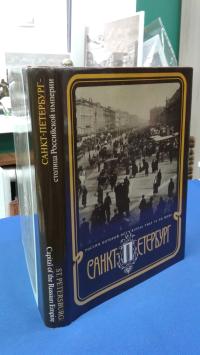 САНКТ-ПЕТЕРБУРГ-
столица Российской империи
ST. PETERSBURG
Capital of the Russian Empire
САНКТ-ПЕТЕРБУРГ